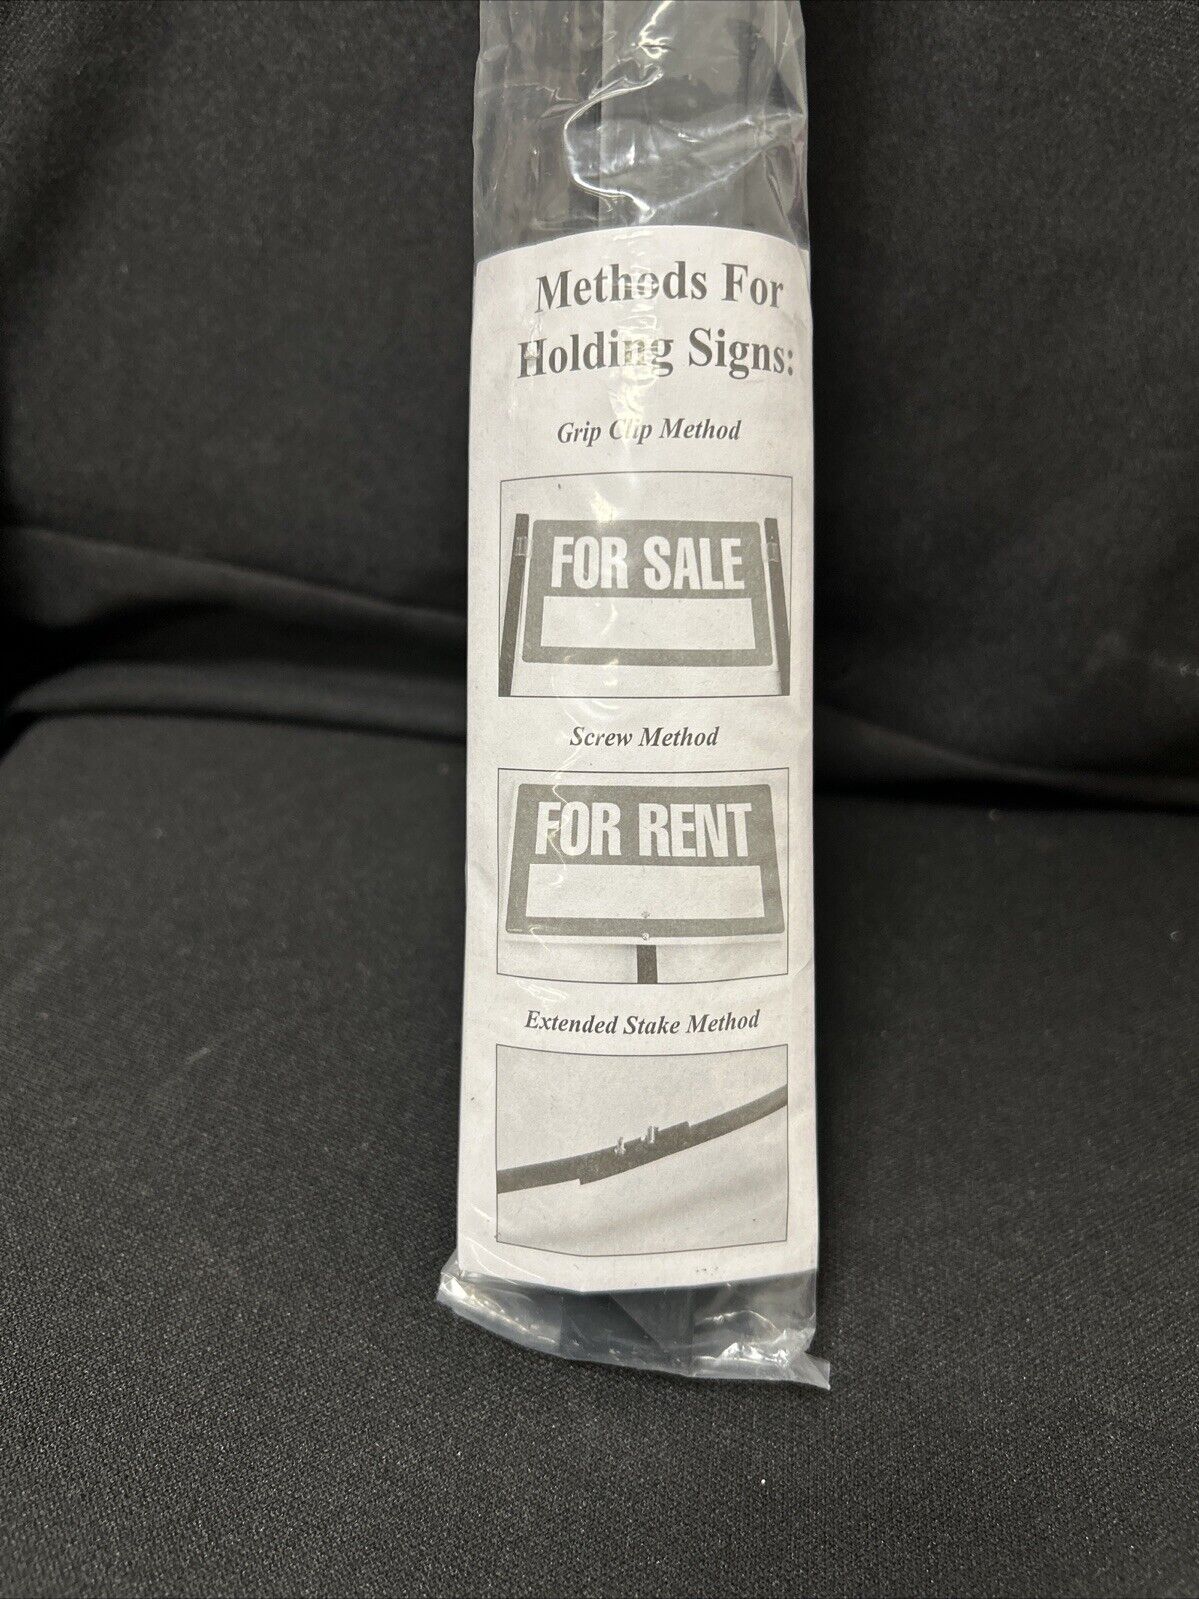 Methods For
Holding Signs:
Grip Clip Method
FOR SALE
Screw Method
FOR RENT
Extended Stake Method